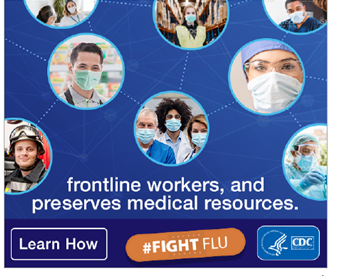 frontline workers, and
preserves medical resources.
Learn How
#FIGHT FLU
CDC